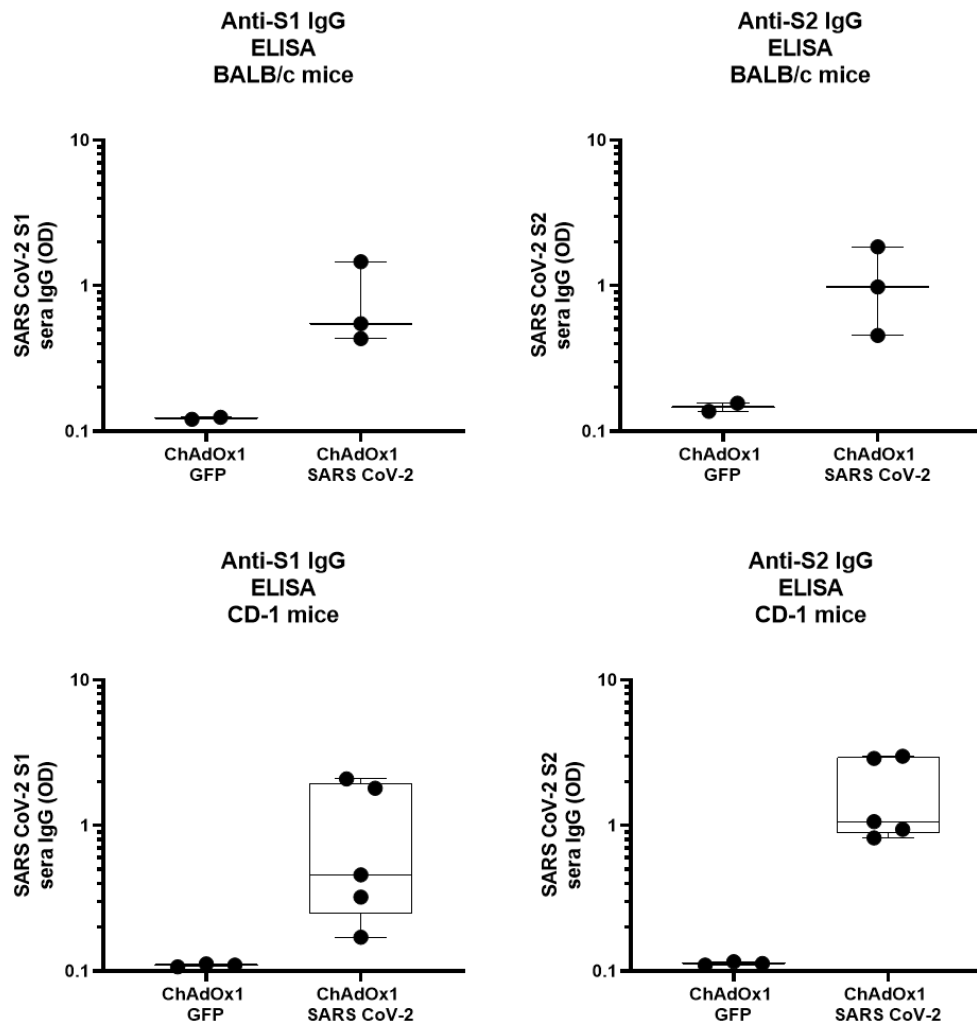 Anti-S1 IgG
ELISA
BALB/c mice
SARS CoV-2 S1
sera IgG (OD)
10
1
0.1
ChAdOx1
GFP
ChAdOx1
SARS CoV-2
Anti-S2 IgG
ELISA
BALB/c mice
SARS CoV-2 S2
sera IgG (OD)
10
1
0.1
ChAdOx1
GFP
ChAdOx1
SARS CoV-2
Anti-S1 IgG
ELISA
CD-1 mice
SARS CoV-2 S1
sera IgG (OD)
10
1
0.1
ChAdOx1
GFP
ChAdOx1
SARS CoV-2
Anti-S2 IgG
ELISA
CD-1 mice
SARS CoV-2 S2
sera IgG (OD)
10
1
0.1
ChAdOx1
GFP
ChAdOx1
SARS CoV-2